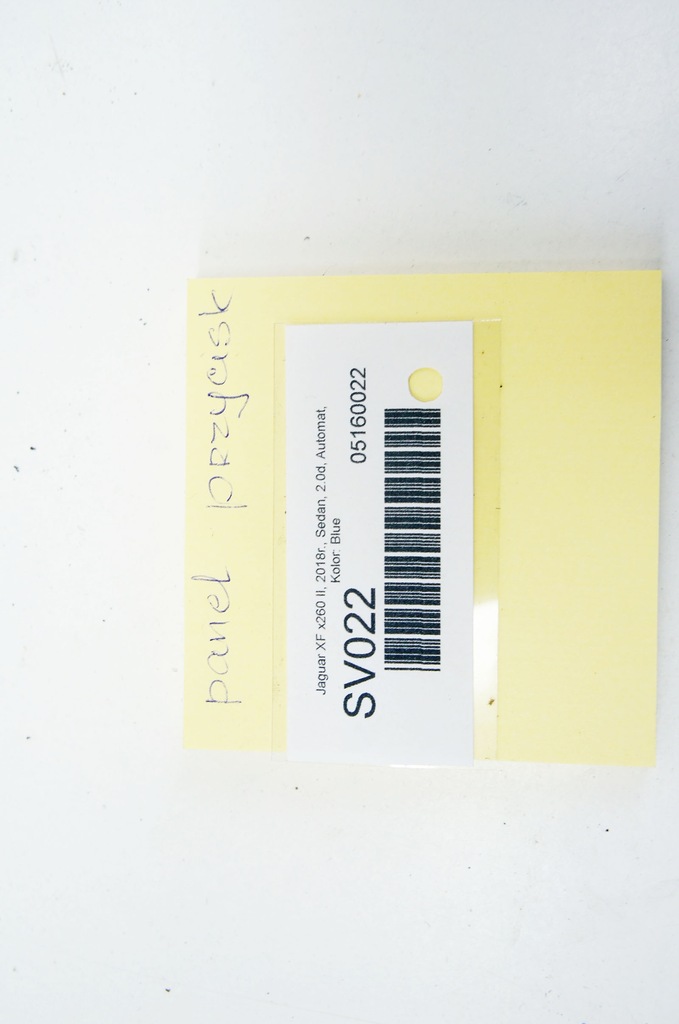 panel przycisk
Jaguar XF x260 II, 2018r., Sedan, 2.0d, Automat,
Kolor: Blue
SV022 05160022